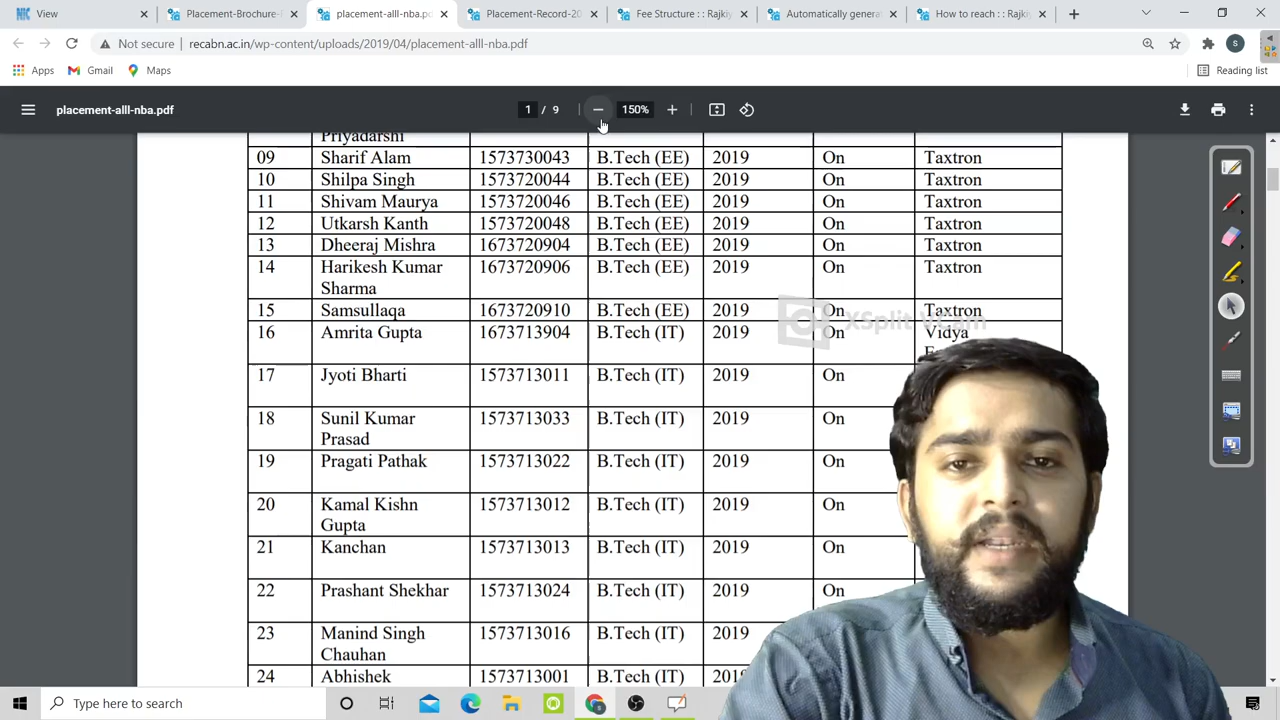 View
Placement-Brochure-
placement-alll-nba.pd
Placement-Record-20
Fee Structure :: Rajkiy
Automatically genera
How to reach :: Rajki
Not secure | recabn.ac.in/wp-content/uploads/2019/04/placement-alll-nba.pdf
S
Apps
Gmail
Maps
Reading list
placement-alll-nba.pdf
1 / 9
150%
Priyadarshi
09 Sharif Alam 1573730043 B.Tech (EE) 2019 On Taxtron
10 Shilpa Singh 1573720044 B.Tech (EE) 2019 On Taxtron
11 Shivam Maurya 1573720046 B.Tech (EE) 2019 On Taxtron
12 Utkarsh Kanth 1573720048 B.Tech (EE) 2019 On Taxtron
13 Dheeraj Mishra 1673720904 B.Tech (EE) 2019 On Taxtron
14 Harikesh Kumar 1673720906 B.Tech (EE) 2019 On Taxtron
Sharma
15 Samsullaqa 1673720910 B.Tech (EE) 2019 On Taxtron
XSplit VCam
16 Amrita Gupta 1673713904 B.Tech (IT) 2019 On Vidya
17 Jyoti Bharti 1573713011 B.Tech (IT) 2019 On
18 Sunil Kumar 1573713033 B.Tech (IT) 2019 On
Prasad
19 Pragati Pathak 1573713022 B.Tech (IT) 2019 On
20 Kamal Kishn 1573713012 B.Tech (IT) 2019 On
Gupta
21 Kanchan 1573713013 B.Tech (IT) 2019 On
22 Prashant Shekhar 1573713024 B.Tech (IT) 2019 On
23 Manind Singh 1573713016 B.Tech (IT) 2019
Chauhan
24 Abhishek 1573713001 B.Tech (IT) 2019
Type here to search